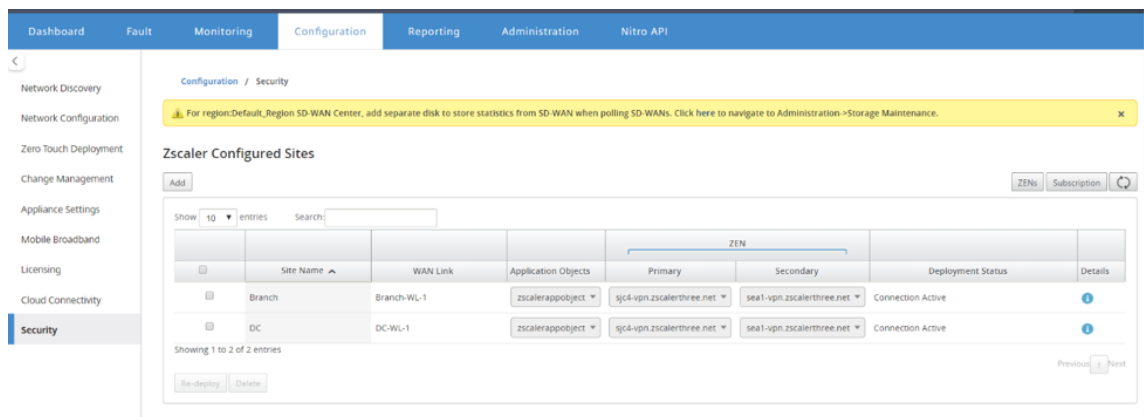 Dashboard Fault Monitoring Configuration Reporting Administration Nitro API
Network Discovery
Network Configuration
Zero Touch Deployment
Change Management
Appliance Settings
Mobile Broadband
Licensing
Cloud Connectivity
Security
Configuration / Security
For region:Default_Region SD-WAN Center, add separate disk to store statistics from SD-WAN when polling SD-WANs. Click here to navigate to Administration->Storage Maintenance. x
Zscaler Configured Sites
Add ZENs Subscription
Show 10 entries Search:
ZEN
Site Name WAN Link Application Objects Primary Secondary Deployment Status Details
Branch Branch-WL-1 zscalerappobject sjc4-vpn.zscalerthree.net sea1-vpn.zscalerthree.net Connection Active
DC DC-WL-1 zscalerappobject sjc4-vpn.zscalerthree.net sea1-vpn.zscalerthree.net Connection Active
Showing 1 to 2 of 2 entries
Previous 1 Next
Re-deploy Delete